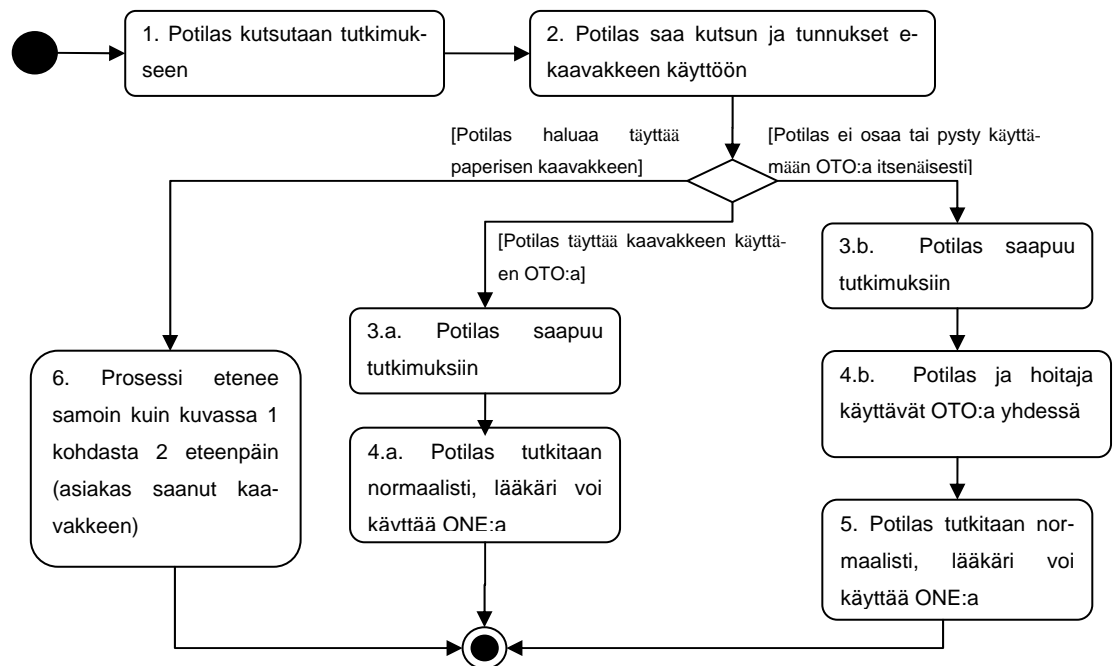 1. Potilas kutsutaan tutkimuk-
seen
2. Potilas saa kutsun ja tunnukset e-
kaavakkeen käyttöön
[Potilas haluaa täyttää
paperisen kaavakkeen]
[Potilas ei osaa tai pysty käyttä-
mään OTO:a itsenäisesti]
[Potilas täyttää kaavakkeen käyttä-
en OTO:a]
3.b. Potilas saapuu
tutkimuksiin
3.a. Potilas saapuu
tutkimuksiin
6. Prosessi etenee
samoin kuin kuvassa 1
kohdasta 2 eteenpäin
(asiakas saanut kaa-
vakkeen)
4.b. Potilas ja hoitaja
käyttävät OTO:a yhdessä
4.a. Potilas tutkitaan
normaalisti, lääkäri voi
käyttää ONE:a
5. Potilas tutkitaan nor-
maalisti, lääkäri voi
käyttää ONE:a